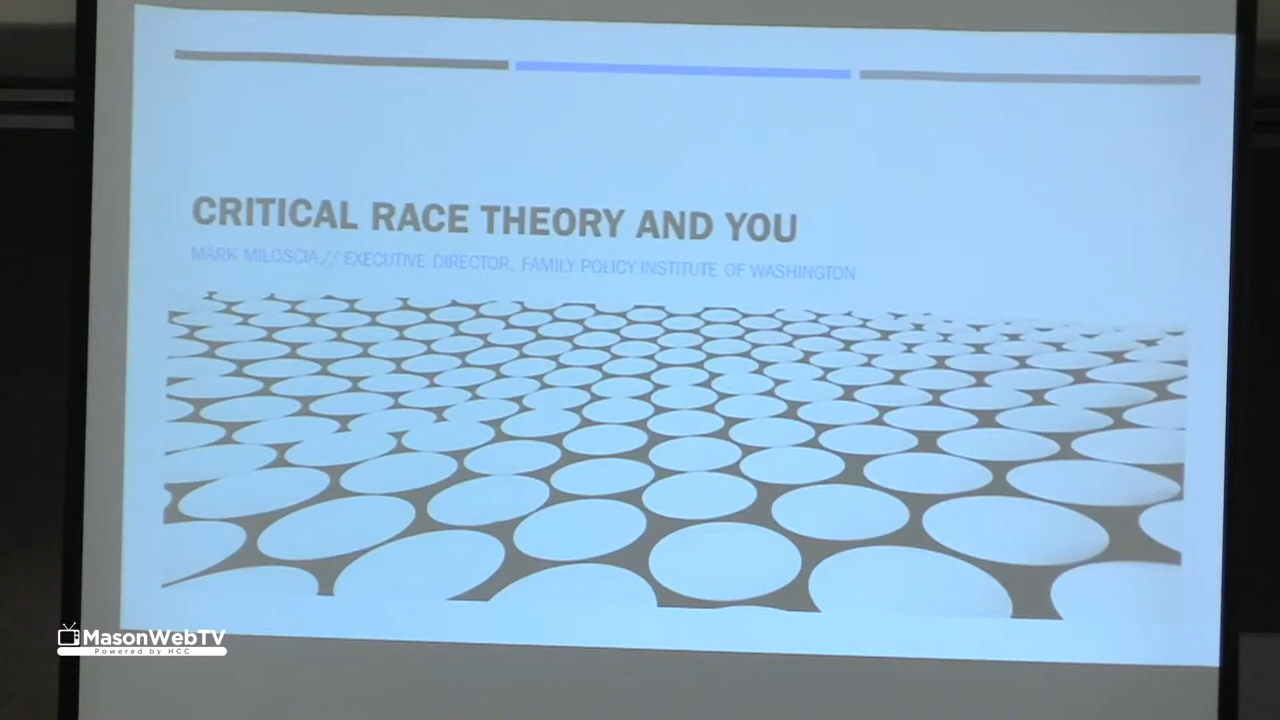 CRITICAL RACE THEORY AND YOU
MARK MILOSCIA// EXECUTIVE DIRECTOR, FAMILY POLICY INSTITUTE OF WASHINGTON
MasonWebTV
Powered by HCC